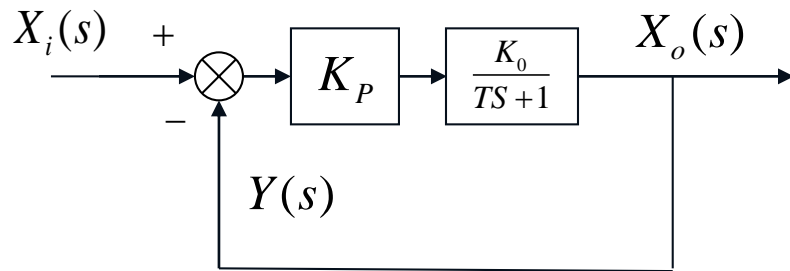 X_i(s) + K_P K_0/(TS+1) X_o(s)
−
Y(s)